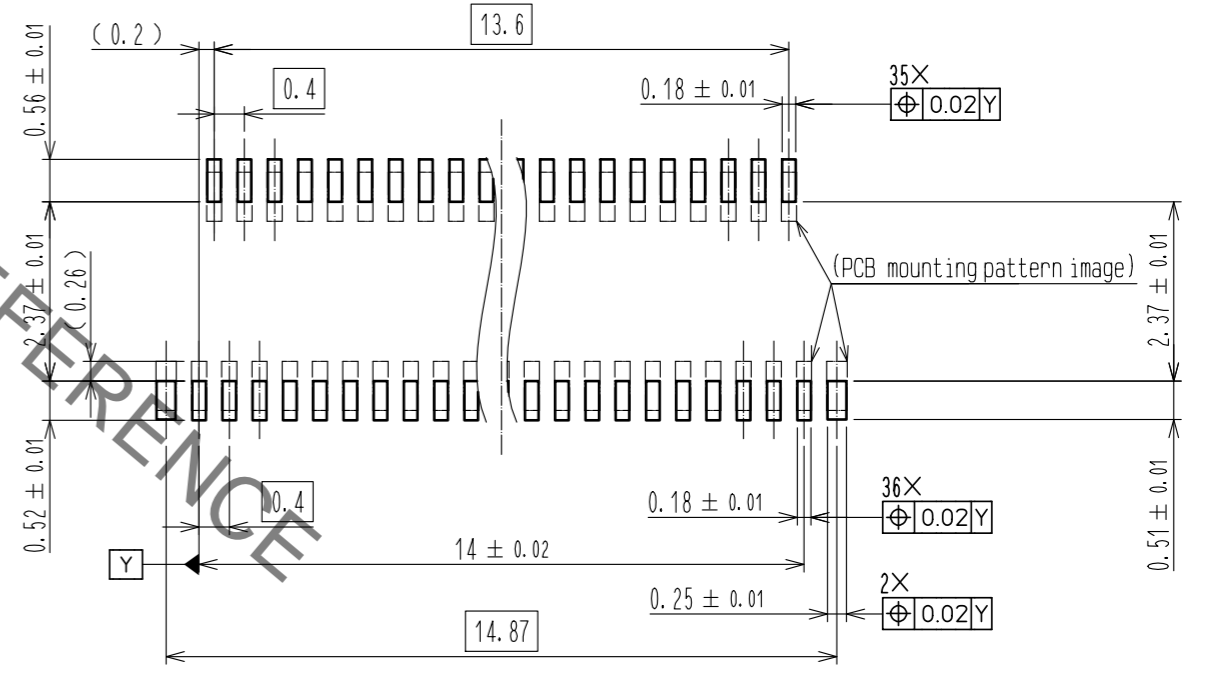 (0.2)
13.6
0.56 ± 0.01
0.4
0.18 ± 0.01
35×
⌖ 0.02 Y
2.37 ± 0.01
(0.26)
(PCB mounting pattern image)
2.37 ± 0.01
FERENCE
0.52 ± 0.01
0.4
0.18 ± 0.01
36×
⌖ 0.02 Y
0.51 ± 0.01
Y
14 ± 0.02
0.25 ± 0.01
2×
⌖ 0.02 Y
14.87